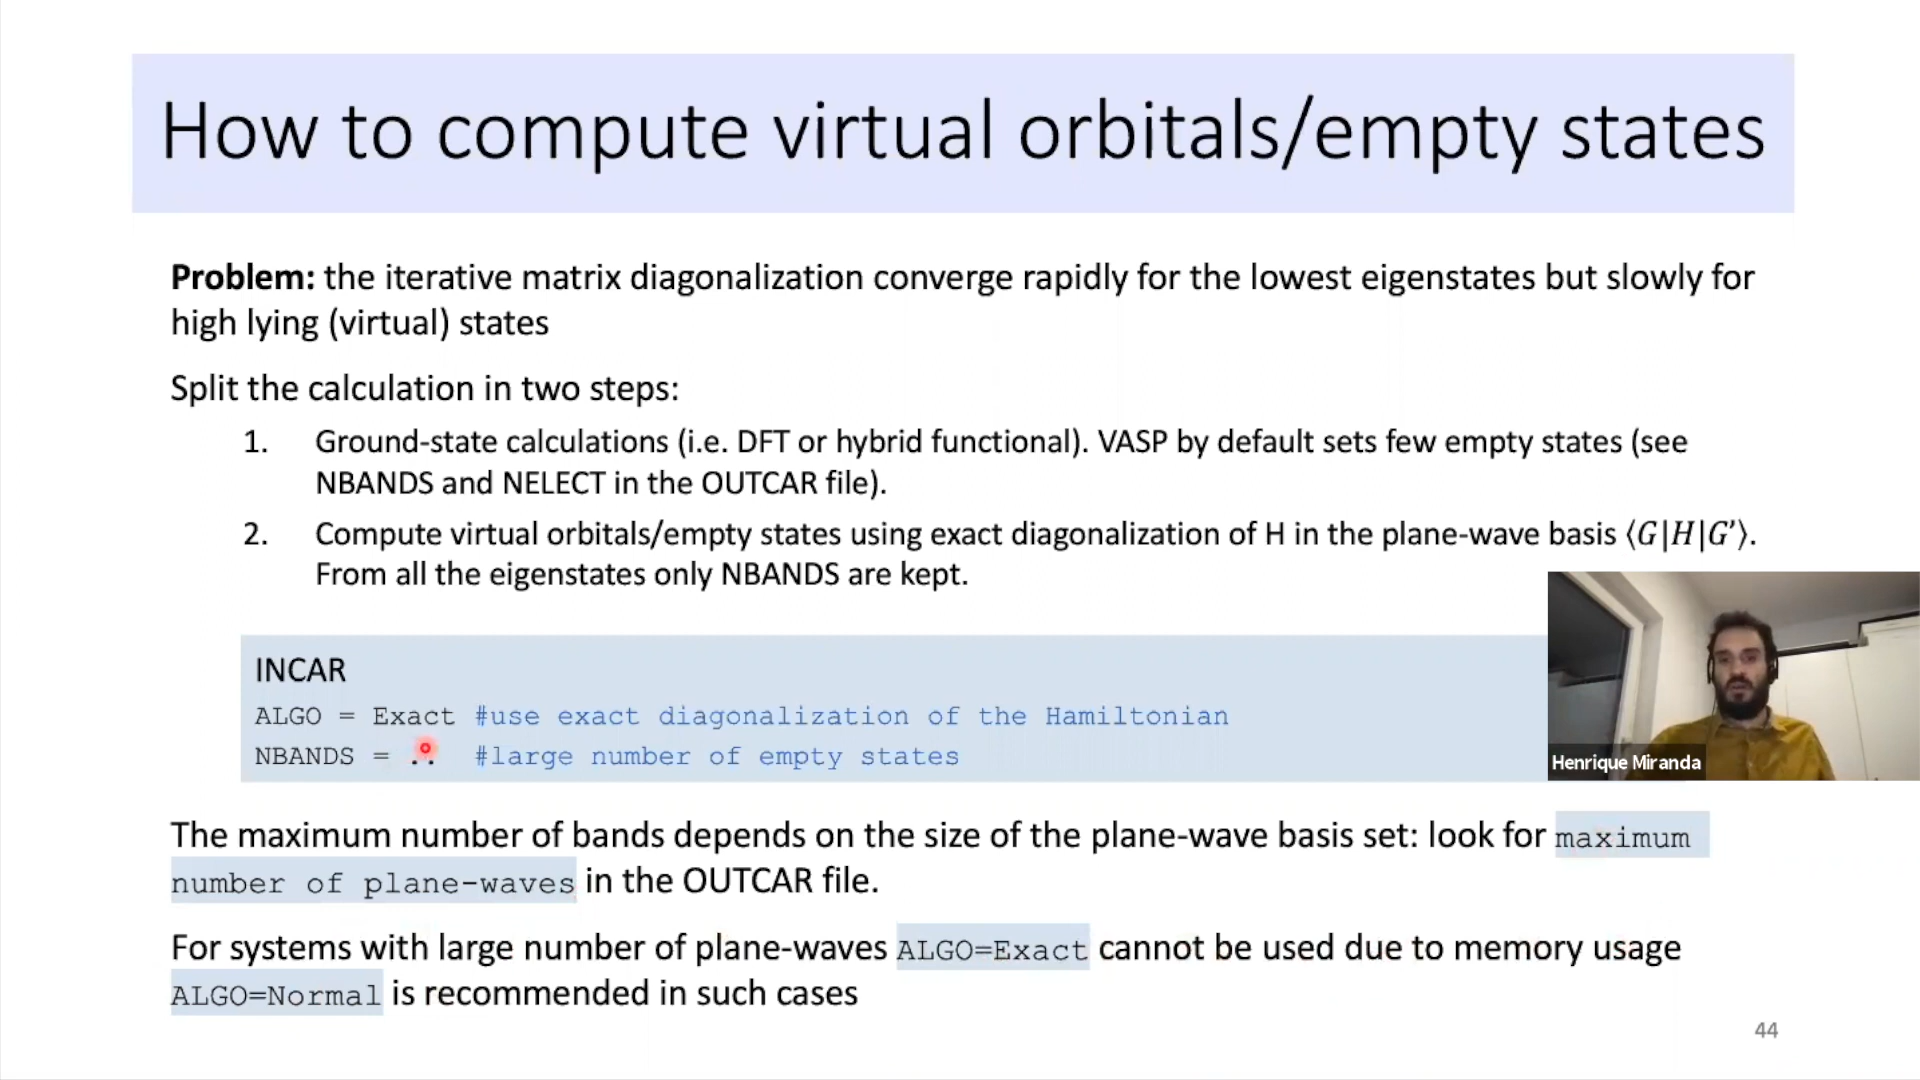 How to compute virtual orbitals/empty states
Problem: the iterative matrix diagonalization converge rapidly for the lowest eigenstates but slowly for
high lying (virtual) states
Split the calculation in two steps:
1. Ground-state calculations (i.e. DFT or hybrid functional). VASP by default sets few empty states (see
NBANDS and NELECT in the OUTCAR file).
2. Compute virtual orbitals/empty states using exact diagonalization of H in the plane-wave basis ⟨G|H|G'⟩.
From all the eigenstates only NBANDS are kept.
INCAR
ALGO = Exact #use exact diagonalization of the Hamiltonian
NBANDS = .. #large number of empty states
Henrique Miranda
The maximum number of bands depends on the size of the plane-wave basis set: look for maximum
number of plane-waves in the OUTCAR file.
For systems with large number of plane-waves ALGO=Exact cannot be used due to memory usage
ALGO=Normal is recommended in such cases
44